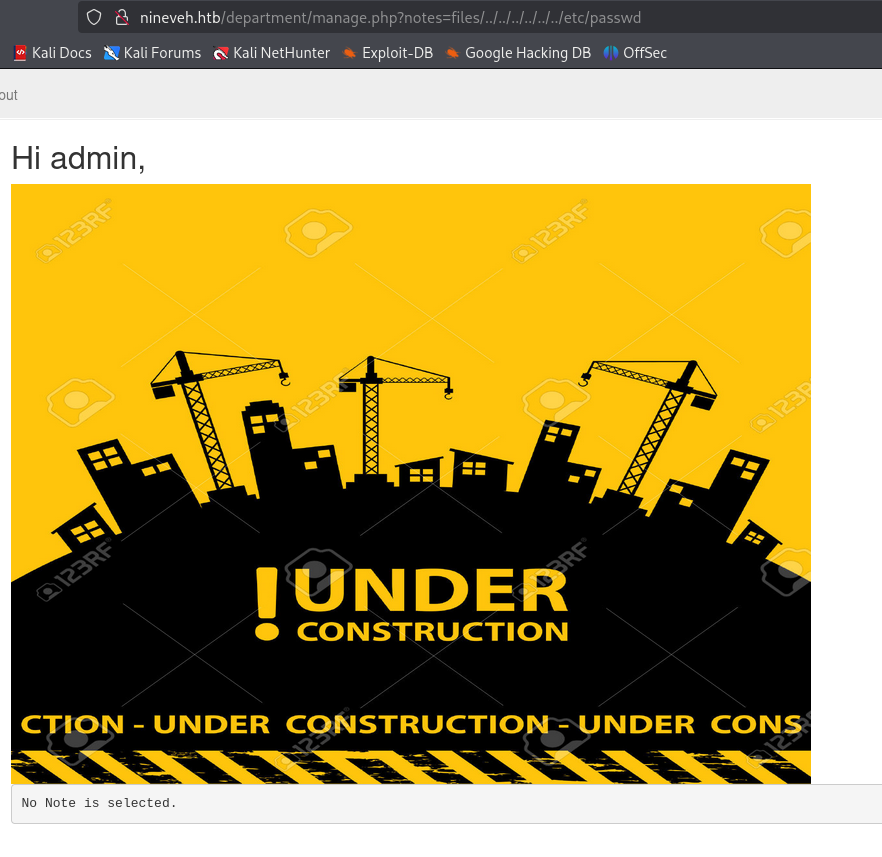 nineveh.htb/department/manage.php?notes=files/../../../../../../etc/passwd
Kali Docs Kali Forums Kali NetHunter Exploit-DB Google Hacking DB OffSec
out
Hi admin,
123RF 123RF
123RF 123RF
!UNDER
CONSTRUCTION
123RF 123RF
CTION - UNDER CONSTRUCTION - UNDER CONS
123RF 123RF
No Note is selected.